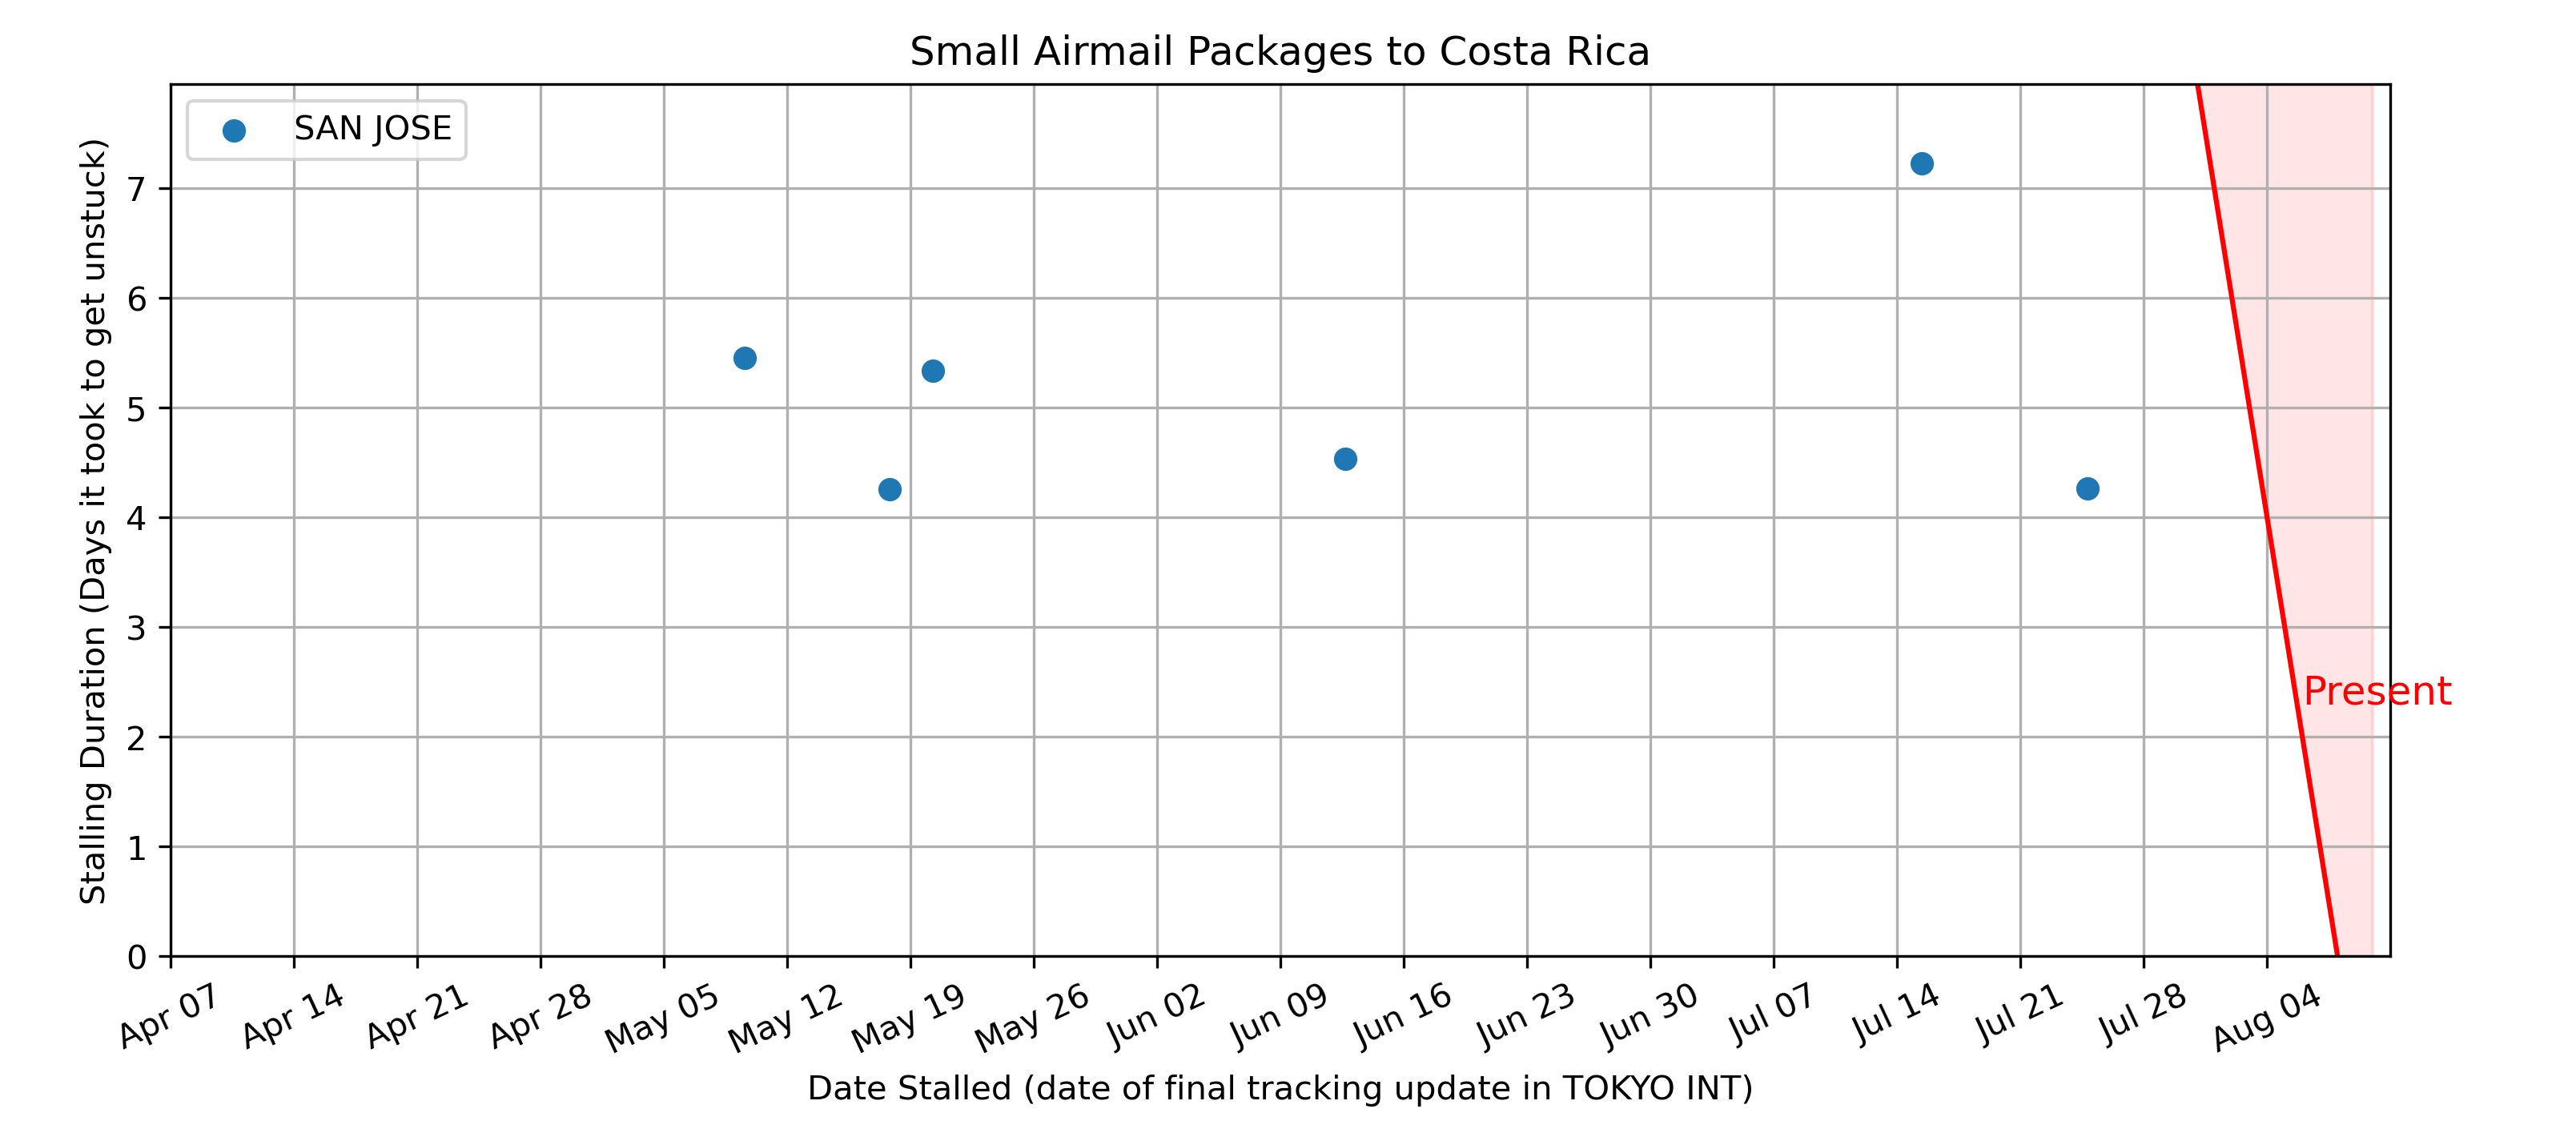 Small Airmail Packages to Costa Rica
SAN JOSE
Stalling Duration (Days it took to get unstuck)
7
6
5
4
3
2
1
0
Present
Apr 07
Apr 14
Apr 21
Apr 28
May 05
May 12
May 19
May 26
Jun 02
Jun 09
Jun 16
Jun 23
Jun 30
Jul 07
Jul 14
Jul 21
Jul 28
Aug 04
Date Stalled (date of final tracking update in TOKYO INT)